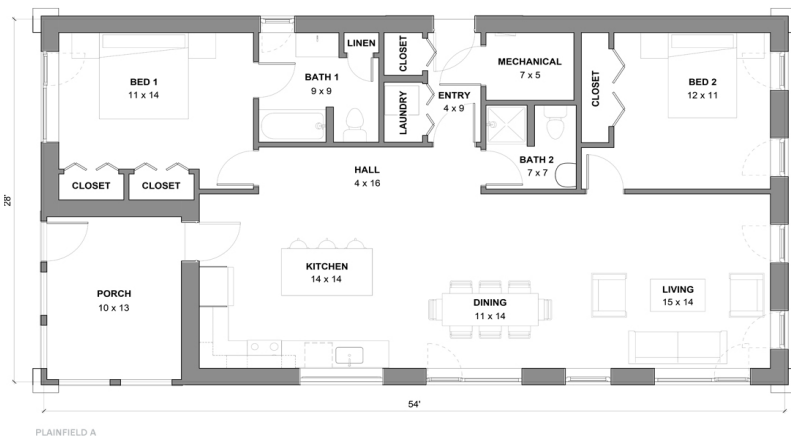 BED 1
11 x 14
BATH 1
9 x 9
LINEN
CLOSET
LAUNDRY
ENTRY
4 x 9
MECHANICAL
7 x 5
BATH 2
7 x 7
CLOSET
BED 2
12 x 11
CLOSET
CLOSET
HALL
4 x 16
28'
PORCH
10 x 13
KITCHEN
14 x 14
DINING
11 x 14
LIVING
15 x 14
54'
PLAINFIELD A